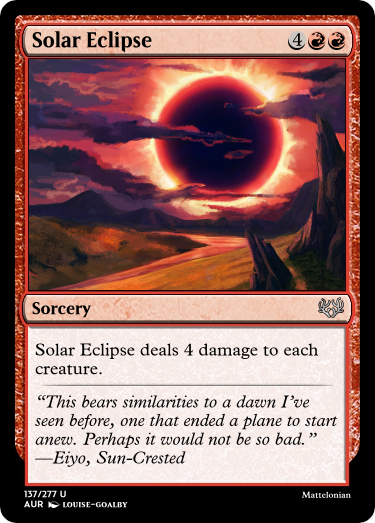 Solar Eclipse 4
Sorcery
Solar Eclipse deals 4 damage to each
creature.
“This bears similarities to a dawn I’ve
seen before, one that ended a plane to start
anew. Perhaps it would not be so bad.”
—Eiyo, Sun-Crested
137/277 U
AUR LOUISE-GOALBY Mattelonian